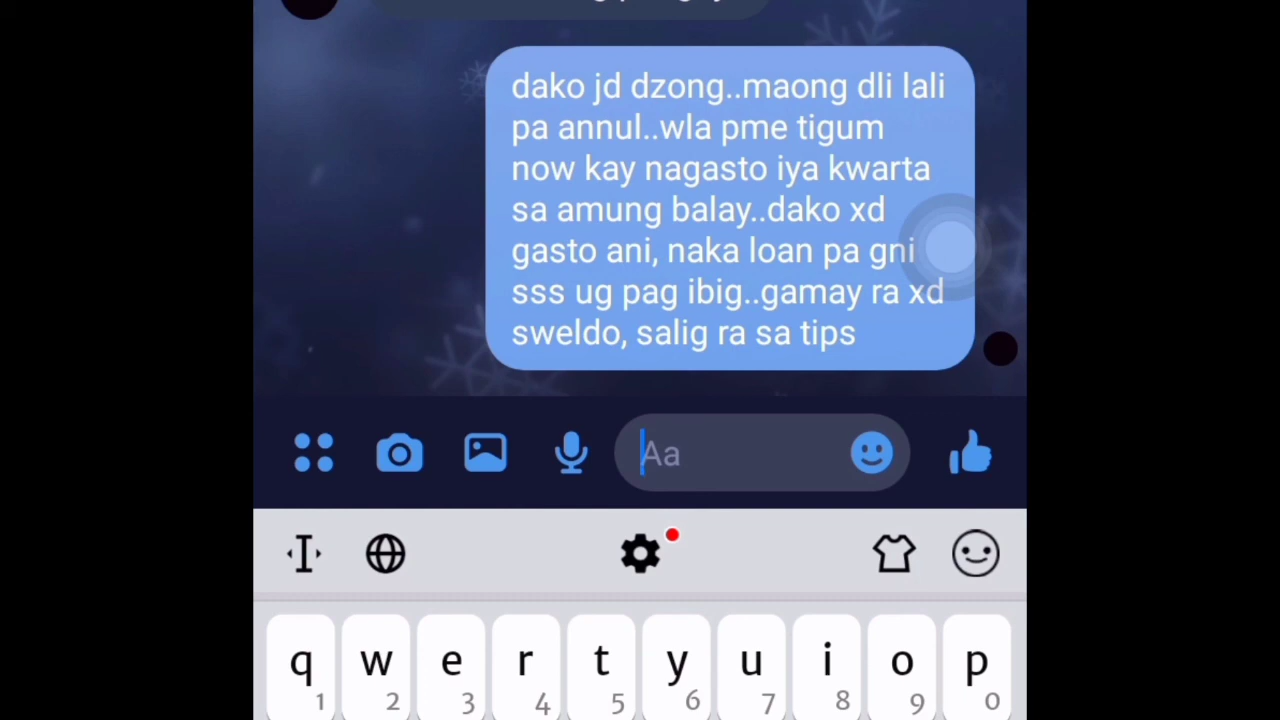 dako jd dzong..maong dli lali
pa annul..wla pme tigum
now kay nagasto iya kwarta
sa amung balay..dako xd
gasto ani, naka loan pa gni
sss ug pag ibig..gamay ra xd
sweldo, salig ra sa tips
Aa
q w e r t y u i o p
1 2 3 4 5 6 7 8 9 0